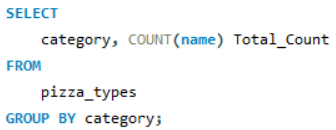 SELECT
category, COUNT(name) Total_Count
FROM
pizza_types
GROUP BY category;